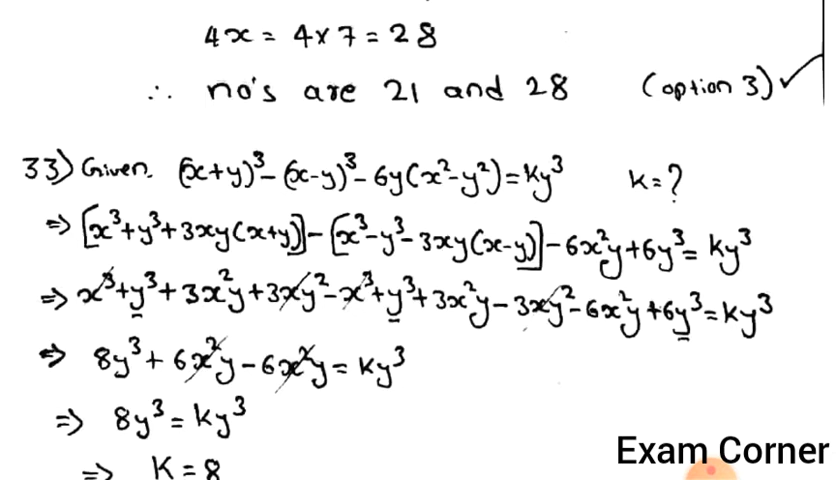 4x = 4 x 7 = 28
∴ no's are 21 and 28 (option 3) ✓
33) Given. (x+y)³ - (x-y)³ - 6y(x²-y²) = Ky³ K = ?
⇒ [x³+y³+3xy(x+y)] - [x³-y³-3xy(x-y)] - 6x²y + 6y³ = Ky³
⇒ x³+y³+3x²y+3xy²-x³+y³+3x²y-3xy²-6x²y+6y³ = Ky³
⇒ 8y³ + 6x²y - 6x²y = Ky³
⇒ 8y³ = Ky³
⇒ K = 8
Exam Corner